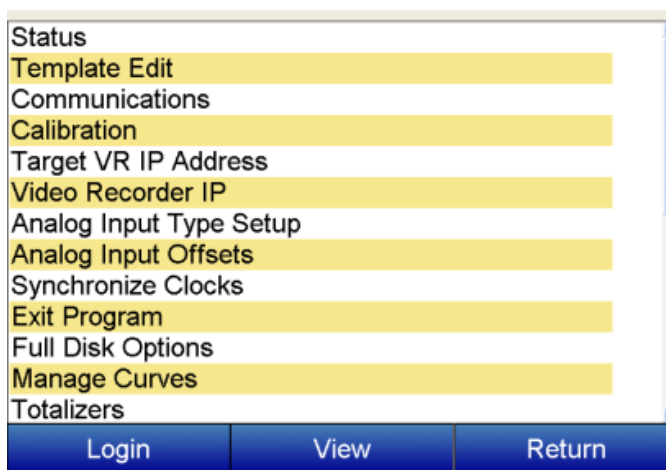 Status
Template Edit
Communications
Calibration
Target VR IP Address
Video Recorder IP
Analog Input Type Setup
Analog Input Offsets
Synchronize Clocks
Exit Program
Full Disk Options
Manage Curves
Totalizers
Login View Return